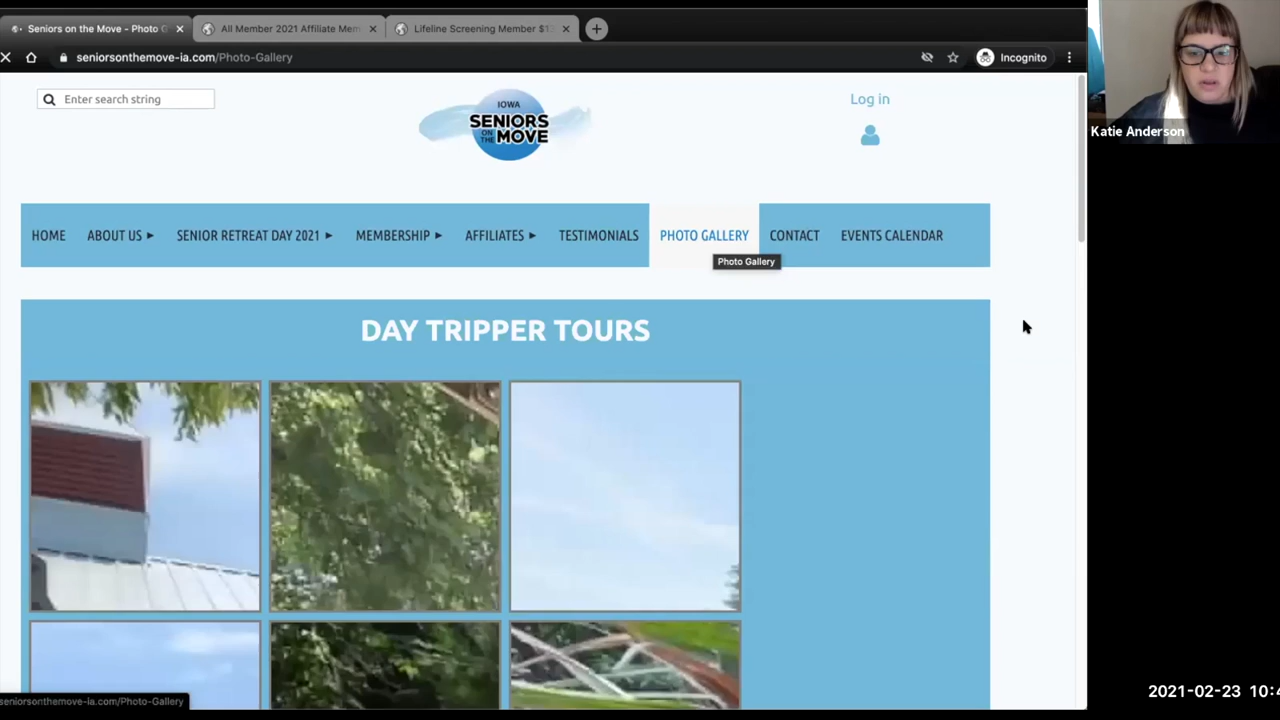 Seniors on the Move - Photo G
All Member 2021 Affiliate Mem
Lifeline Screening Member $1
seniorsonthemove-ia.com/Photo-Gallery
Incognito
Enter search string
IOWA
SENIORS
ON THE MOVE
Log in
Katie Anderson
HOME ABOUT US SENIOR RETREAT DAY 2021 MEMBERSHIP AFFILIATES TESTIMONIALS PHOTO GALLERY CONTACT EVENTS CALENDAR
Photo Gallery
DAY TRIPPER TOURS
seniorsonthemove-ia.com/Photo-Gallery
2021-02-23 10:4